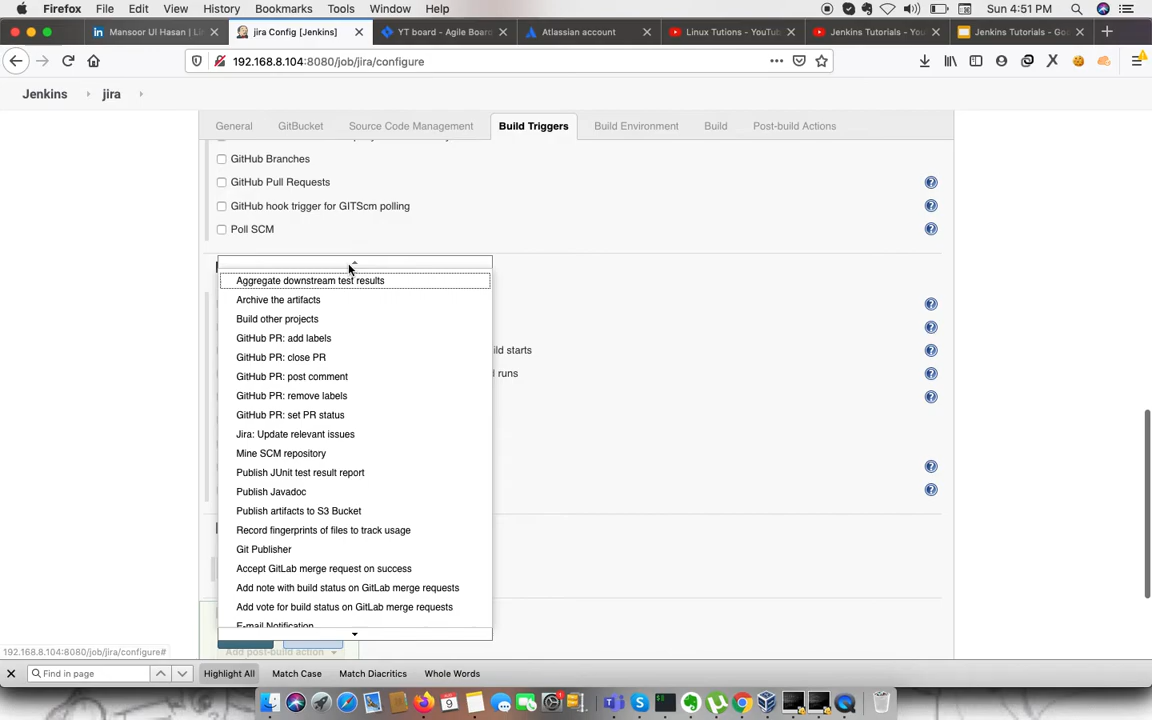 Firefox File Edit View History Bookmarks Tools Window Help Sun 4:51 PM
Mansoor Ul Hasan | Lin
jira Config [Jenkins]
YT board - Agile Boar
Atlassian account
Linux Tutions - YouTub
Jenkins Tutorials - You
Jenkins Tutorials - Goo
192.168.8.104:8080/job/jira/configure
Jenkins jira
General GitBucket Source Code Management Build Triggers Build Environment Build Post-build Actions
GitHub Branches
GitHub Pull Requests
GitHub hook trigger for GITScm polling
Poll SCM
Aggregate downstream test results
Archive the artifacts
Build other projects
GitHub PR: add labels
GitHub PR: close PR
ild starts
GitHub PR: post comment
l runs
GitHub PR: remove labels
GitHub PR: set PR status
Jira: Update relevant issues
Mine SCM repository
Publish JUnit test result report
Publish Javadoc
Publish artifacts to S3 Bucket
Record fingerprints of files to track usage
Git Publisher
Accept GitLab merge request on success
Add note with build status on GitLab merge requests
Add vote for build status on GitLab merge requests
E-mail Notification
Add post-build action
192.168.8.104:8080/job/jira/configure#
Find in page Highlight All Match Case Match Diacritics Whole Words